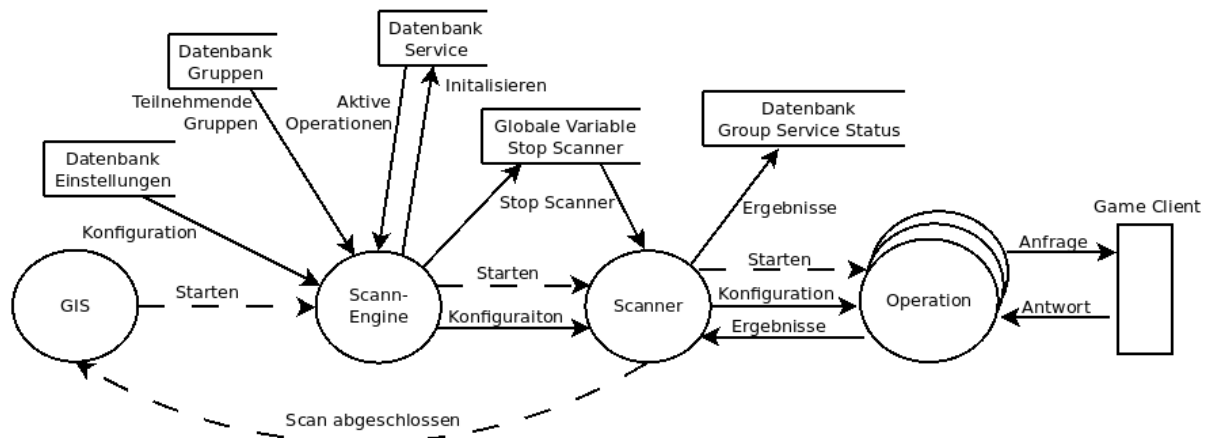 Datenbank
Service
Datenbank
Gruppen
Teilnehmende
Gruppen
Aktive
Operationen
Initalisieren
Globale Variable
Stop Scanner
Datenbank
Group Service Status
Datenbank
Einstellungen
Stop Scanner
Ergebnisse
Konfiguration
Game Client
GIS
Starten
Scann-
Engine
Starten
Konfiguraiton
Scanner
Starten
Konfiguration
Ergebnisse
Operation
Anfrage
Antwort
Scan abgeschlossen